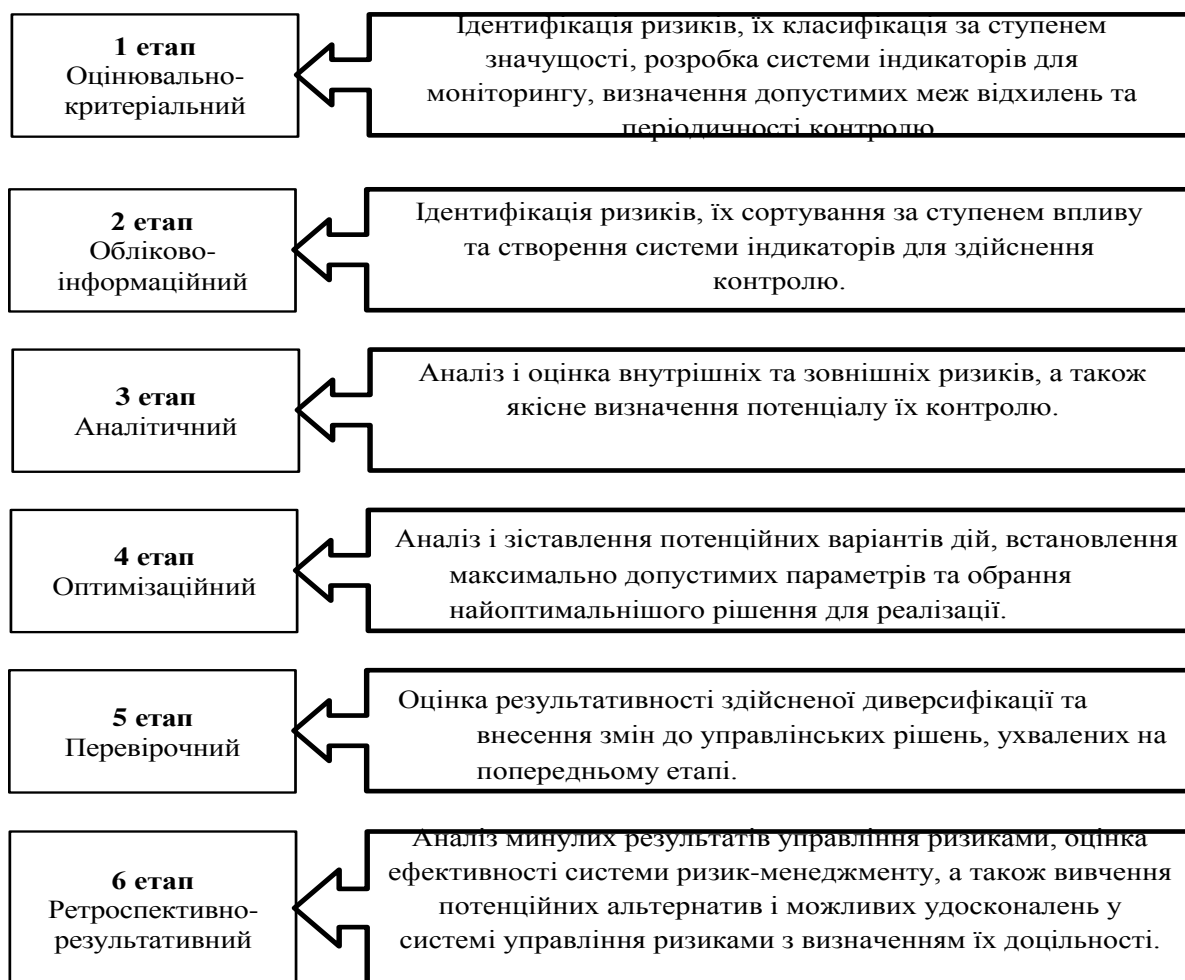 1 етап
Оцінювально-
критеріальний
Ідентифікація ризиків, їх класифікація за ступенем
значущості, розробка системи індикаторів для
моніторингу, визначення допустимих меж відхилень та
періодичності контролю
2 етап
Обліково-
інформаційний
Ідентифікація ризиків, їх сортування за ступенем впливу
та створення системи індикаторів для здійснення
контролю.
3 етап
Аналітичний
Аналіз і оцінка внутрішніх та зовнішніх ризиків, а також
якісне визначення потенціалу їх контролю.
4 етап
Оптимізаційний
Аналіз і зіставлення потенційних варіантів дій, встановлення
максимально допустимих параметрів та обрання
найоптимальнішого рішення для реалізації.
5 етап
Перевірочний
Оцінка результативності здійсненої диверсифікації та
внесення змін до управлінських рішень, ухвалених на
попередньому етапі.
6 етап
Ретроспективно-
результативний
Аналіз минулих результатів управління ризиками, оцінка
ефективності системи ризик-менеджменту, а також вивчення
потенційних альтернатив і можливих удосконалень у
системі управління ризиками з визначенням їх доцільності.